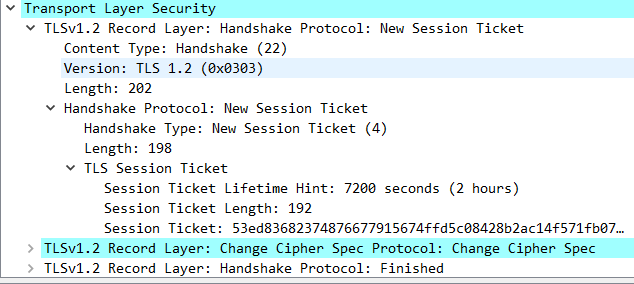 Transport Layer Security
TLSv1.2 Record Layer: Handshake Protocol: New Session Ticket
Content Type: Handshake (22)
Version: TLS 1.2 (0x0303)
Length: 202
Handshake Protocol: New Session Ticket
Handshake Type: New Session Ticket (4)
Length: 198
TLS Session Ticket
Session Ticket Lifetime Hint: 7200 seconds (2 hours)
Session Ticket Length: 192
Session Ticket: 53ed83682374876677915674ffd5c08428b2ac14f571fb07…
TLSv1.2 Record Layer: Change Cipher Spec Protocol: Change Cipher Spec
TLSv1.2 Record Layer: Handshake Protocol: Finished